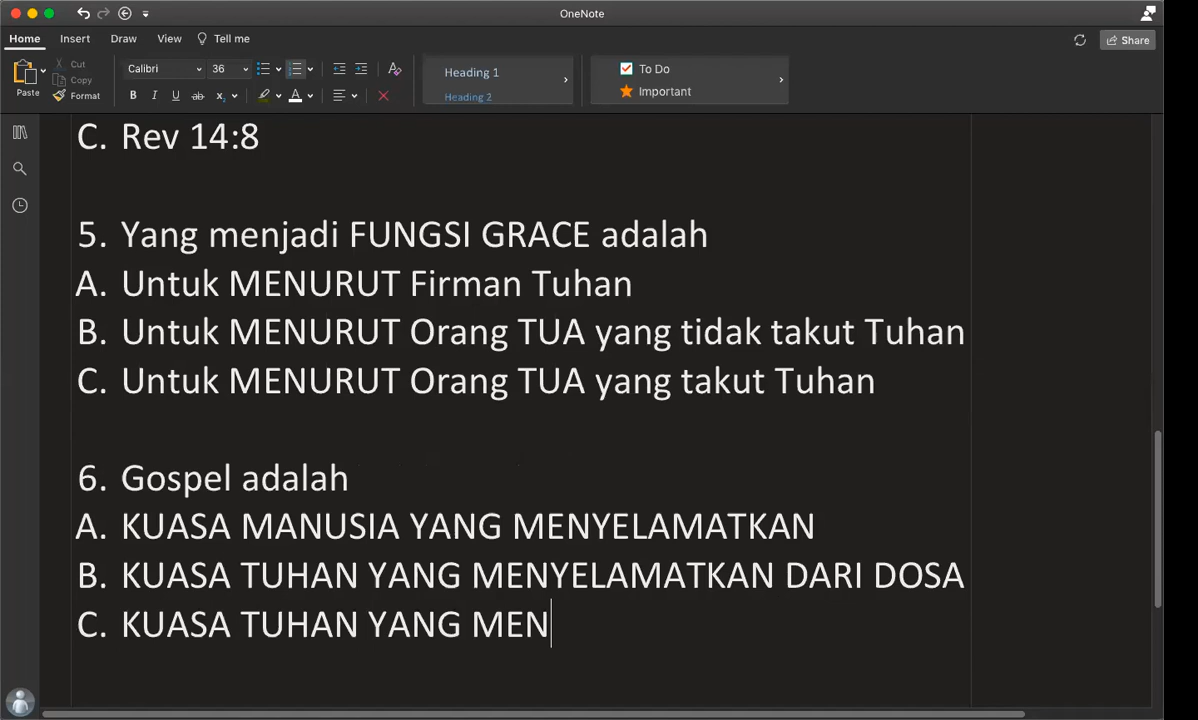 OneNote
Home Insert Draw View Tell me
Share
Paste
Cut
Copy
Format
Calibri 36
Heading 1
Heading 2
To Do
Important
C. Rev 14:8
5. Yang menjadi FUNGSI GRACE adalah
A. Untuk MENURUT Firman Tuhan
B. Untuk MENURUT Orang TUA yang tidak takut Tuhan
C. Untuk MENURUT Orang TUA yang takut Tuhan
6. Gospel adalah
A. KUASA MANUSIA YANG MENYELAMATKAN
B. KUASA TUHAN YANG MENYELAMATKAN DARI DOSA
C. KUASA TUHAN YANG MEN